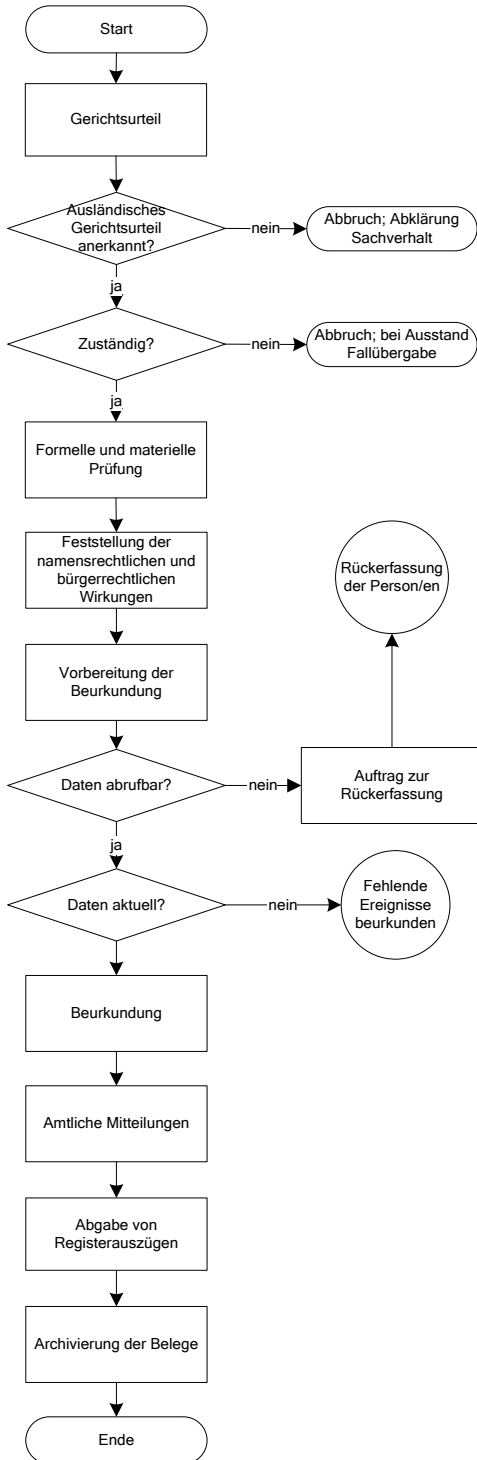 Start
Gerichtsurteil
Ausländisches
Gerichtsurteil
anerkannt?
nein
Abbruch; Abklärung
Sachverhalt
ja
Zuständig?
nein
Abbruch; bei Ausstand
Fallübergabe
ja
Formelle und materielle
Prüfung
Feststellung der
namensrechtlichen und
bürgerrechtlichen
Wirkungen
Rückerfassung
der Person/en
Vorbereitung der
Beurkundung
Daten abrufbar?
nein
Auftrag zur
Rückerfassung
ja
Daten aktuell?
nein
Fehlende
Ereignisse
beurkunden
Beurkundung
Amtliche Mitteilungen
Abgabe von
Registerauszügen
Archivierung der Belege
Ende